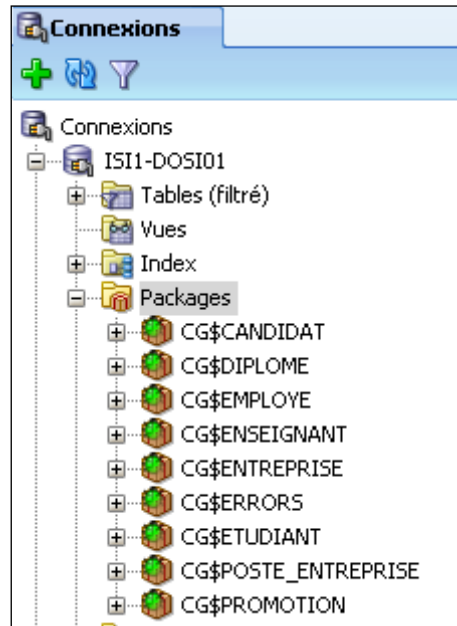 Connexions
Connexions
ISI1-DOSI01
Tables (filtré)
Vues
Index
Packages
CG$CANDIDAT
CG$DIPLOME
CG$EMPLOYE
CG$ENSEIGNANT
CG$ENTREPRISE
CG$ERRORS
CG$ETUDIANT
CG$POSTE_ENTREPRISE
CG$PROMOTION